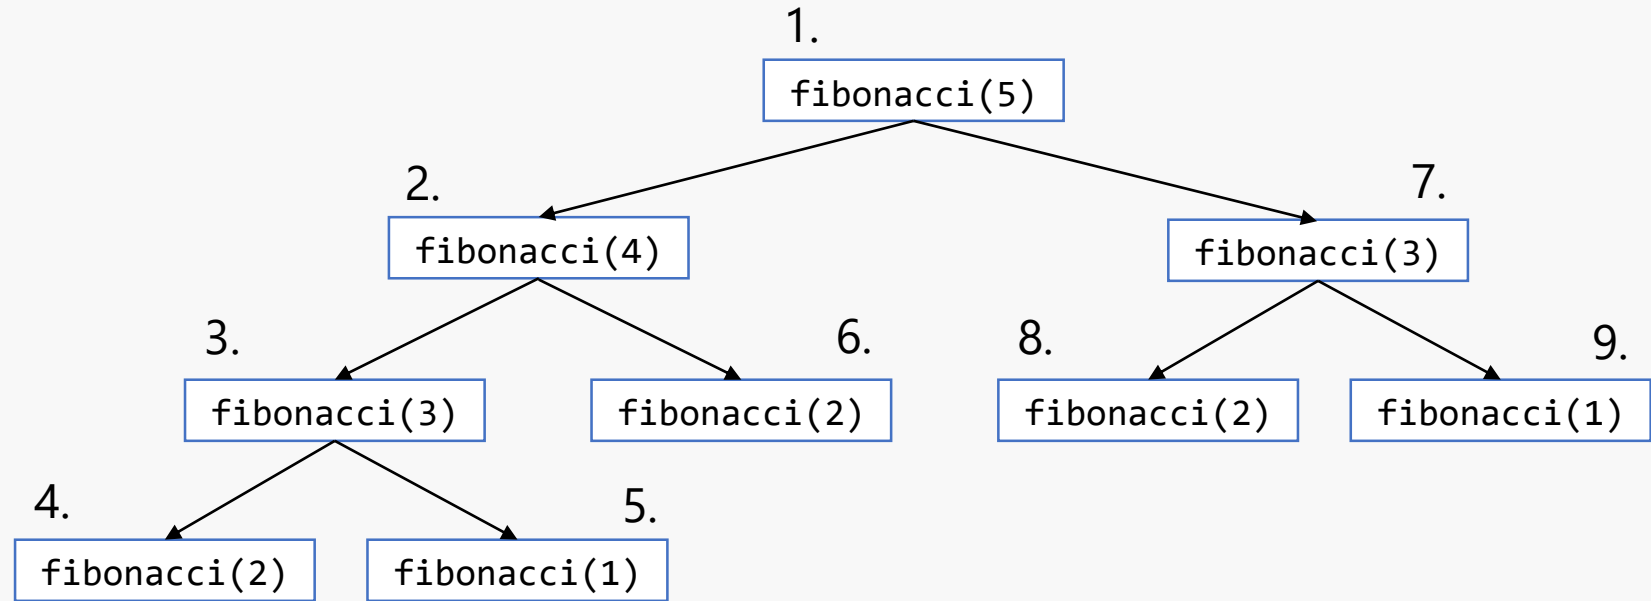 1.
fibonacci(5)
2.
7.
fibonacci(4)
fibonacci(3)
3.
6.
8.
9.
fibonacci(3)
fibonacci(2)
fibonacci(2)
fibonacci(1)
4.
5.
fibonacci(2)
fibonacci(1)